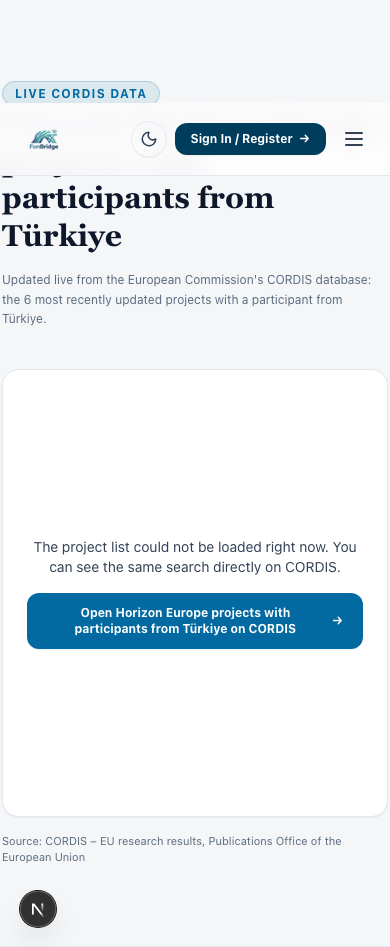 LIVE CORDIS DATA
FonBridge
Sign In / Register →
participants from
Türkiye
Updated live from the European Commission's CORDIS database:
the 6 most recently updated projects with a participant from
Türkiye.
The project list could not be loaded right now. You
can see the same search directly on CORDIS.
Open Horizon Europe projects with
participants from Türkiye on CORDIS →
Source: CORDIS – EU research results, Publications Office of the
European Union
N